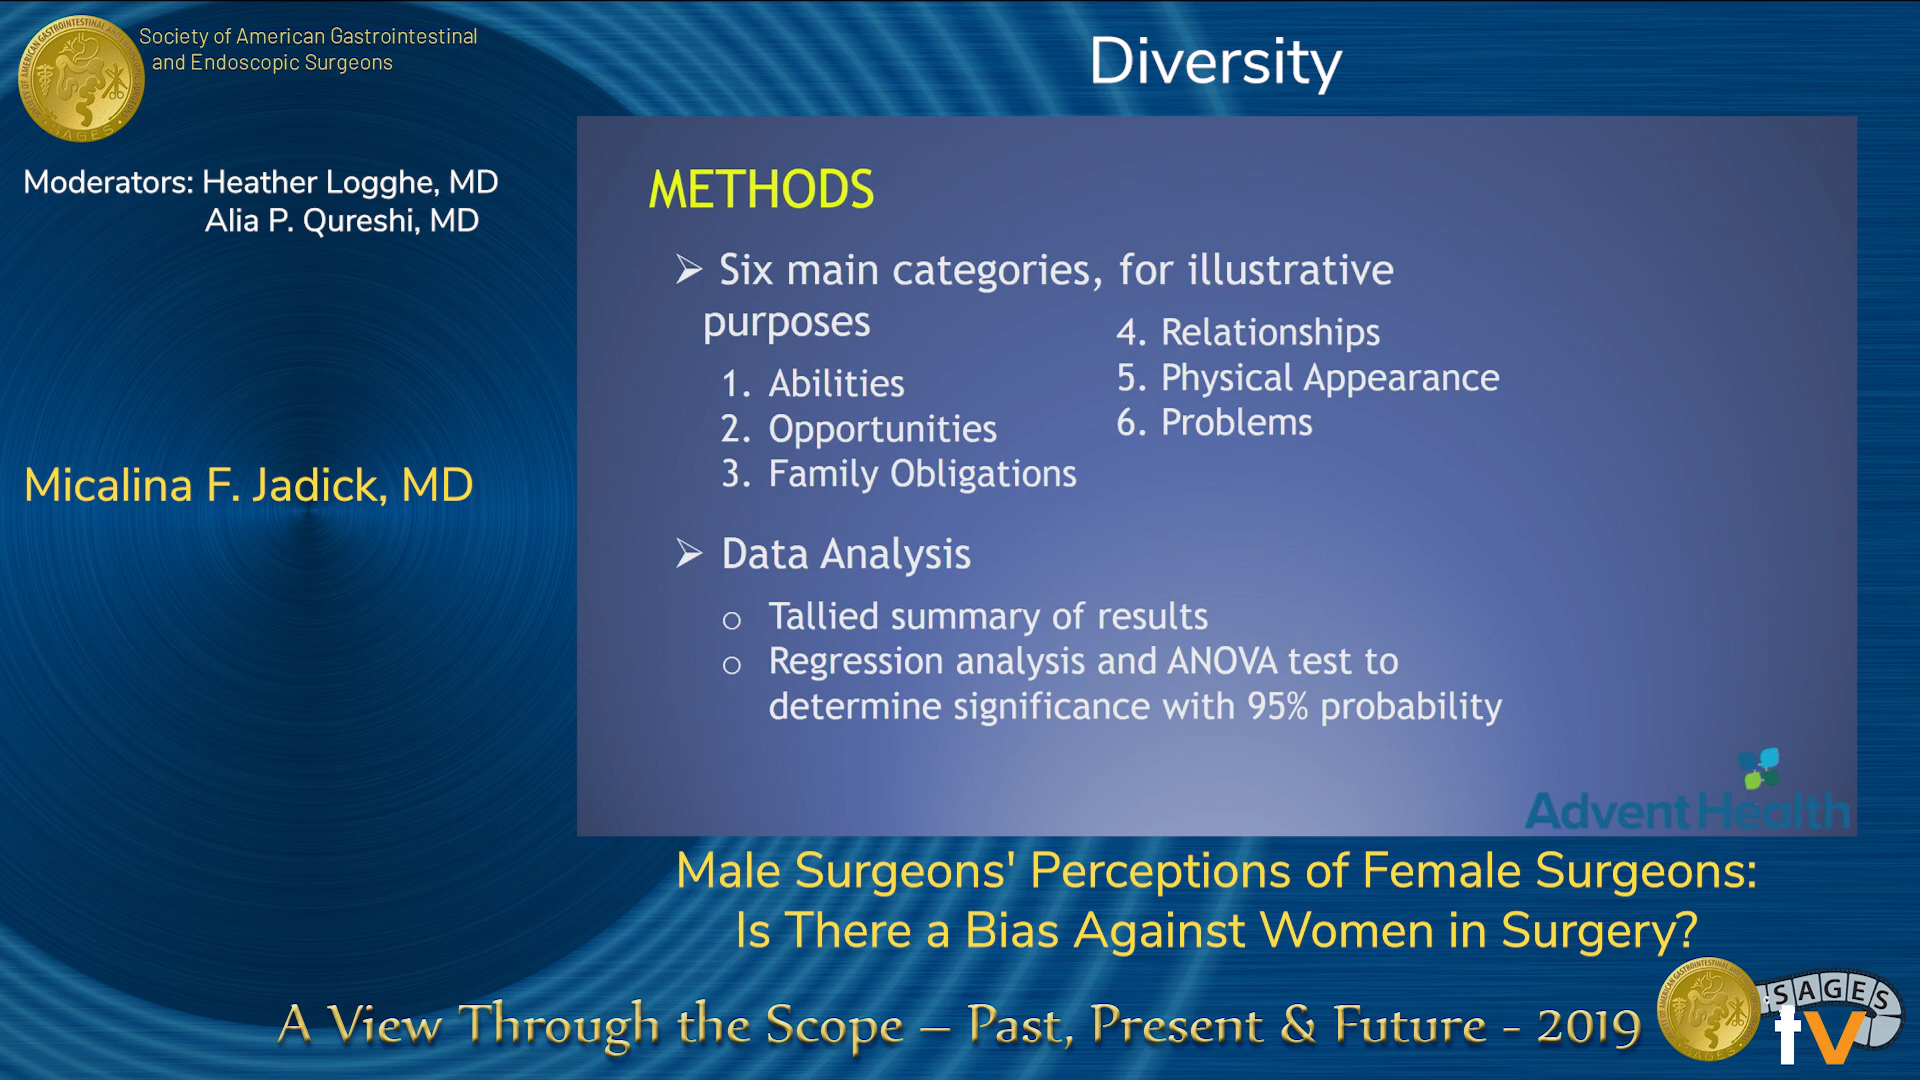 Society of American Gastrointestinal
and Endoscopic Surgeons
Diversity
Moderators: Heather Logghe, MD
Alia P. Qureshi, MD
Micalina F. Jadick, MD
METHODS
➢ Six main categories, for illustrative
purposes
1. Abilities
2. Opportunities
3. Family Obligations
4. Relationships
5. Physical Appearance
6. Problems
➢ Data Analysis
o Tallied summary of results
o Regression analysis and ANOVA test to
determine significance with 95% probability
AdventHealth
Male Surgeons' Perceptions of Female Surgeons:
Is There a Bias Against Women in Surgery?
A View Through the Scope – Past, Present & Future - 2019
SAGES
tv